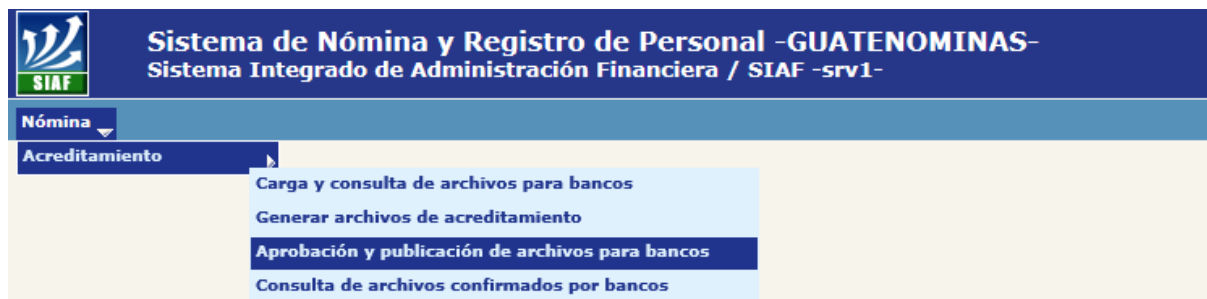 Sistema de Nómina y Registro de Personal -GUATENOMINAS-
SIAF
Sistema Integrado de Administración Financiera / SIAF -srv1-
Nómina
Acreditamiento
Carga y consulta de archivos para bancos
Generar archivos de acreditamiento
Aprobación y publicación de archivos para bancos
Consulta de archivos confirmados por bancos